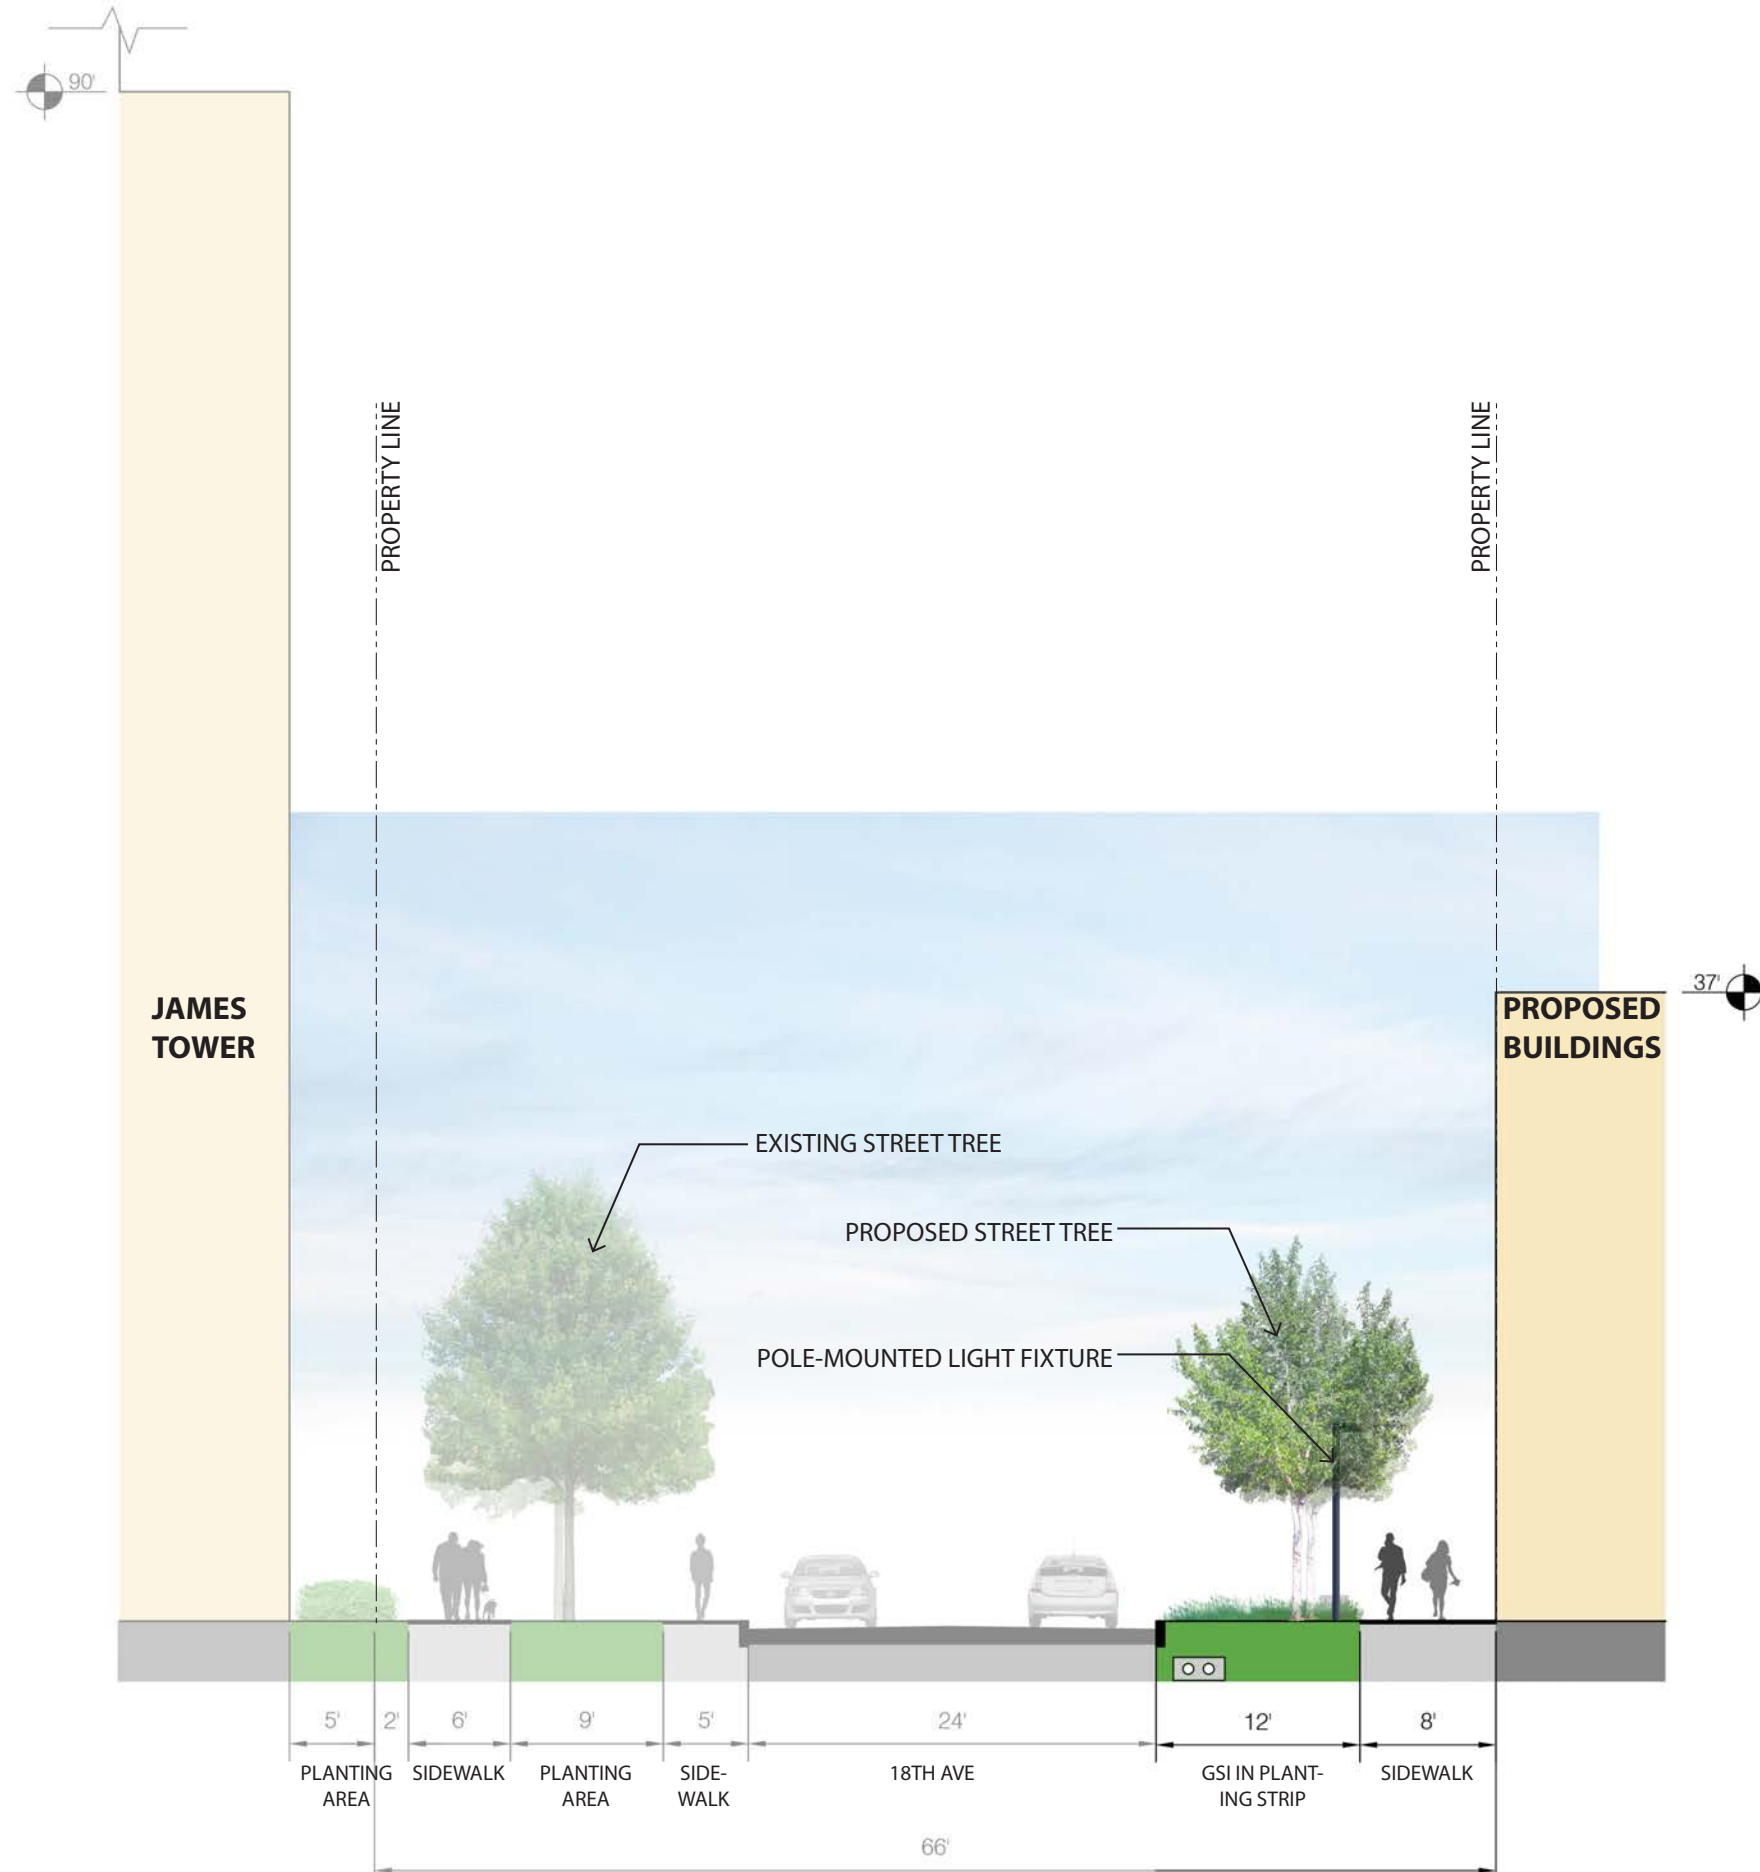 90'
PROPERTY LINE
PROPERTY LINE
37'
JAMES
TOWER
PROPOSED
BUILDINGS
EXISTING STREET TREE
PROPOSED STREET TREE
POLE-MOUNTED LIGHT FIXTURE
5' 2' 6' 9' 5' 24' 12' 8'
PLANTING
AREA
SIDEWALK
PLANTING
AREA
SIDE-
WALK
18TH AVE
GSI IN PLANT-
ING STRIP
SIDEWALK
66'